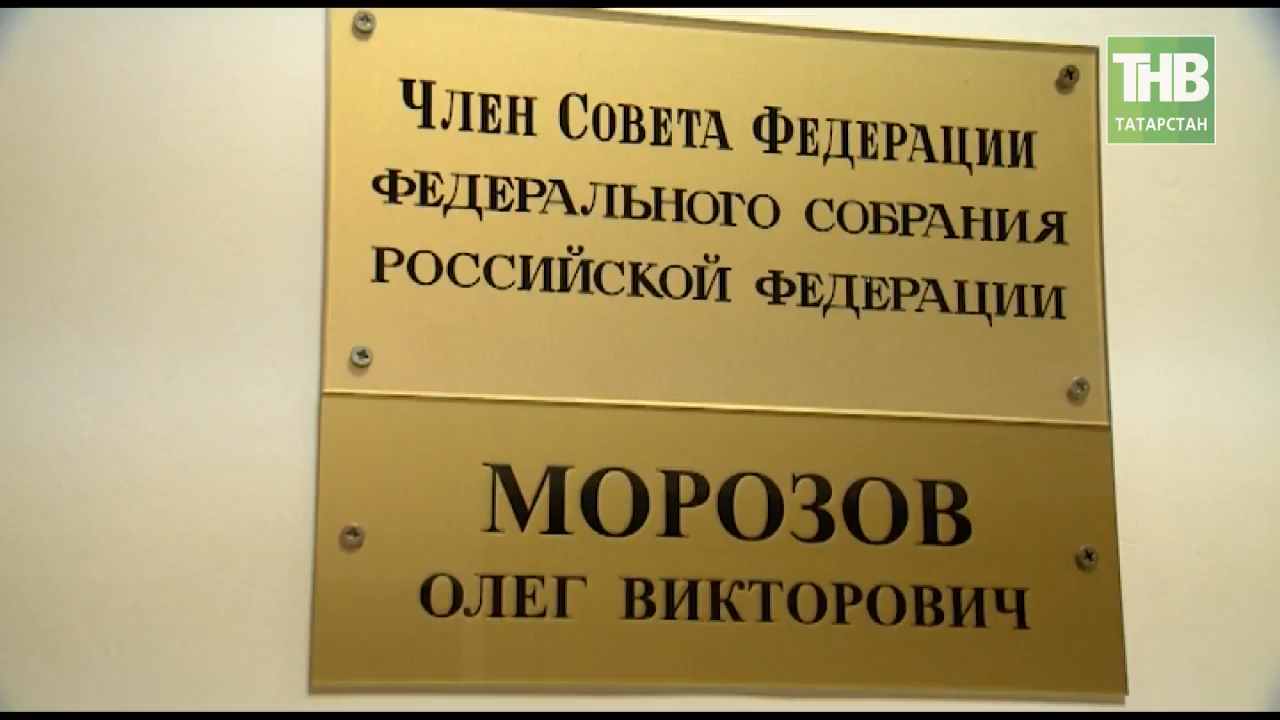 ТНВ
ТАТАРСТАН
Член Совета Федерации
ФЕДЕРАЛЬНОГО СОБРАНИЯ
РОССИЙСКОЙ ФЕДЕРАЦИИ
МОРОЗОВ
ОЛЕГ ВИКТОРОВИЧ